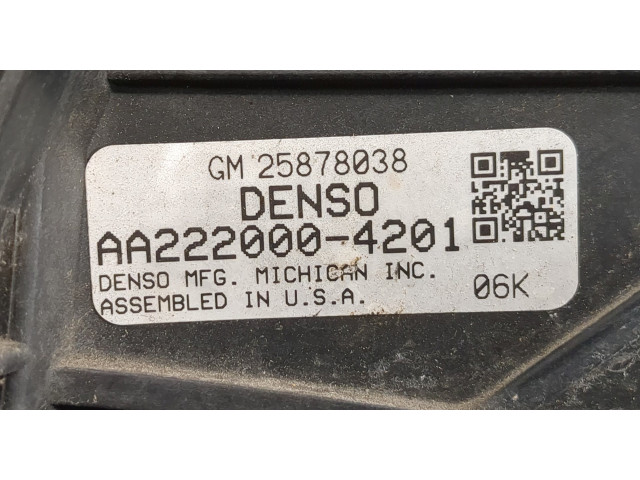 GM 25878038
DENSO
AA222000-4201
DENSO MFG. MICHIGAN INC.
ASSEMBLED IN U.S.A.
06K